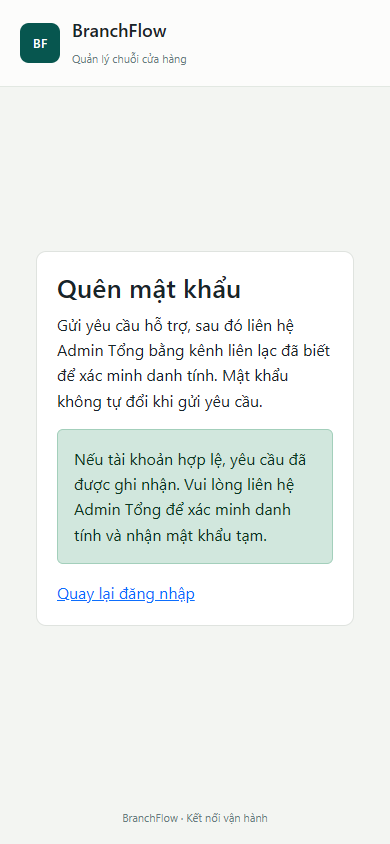 BF
BranchFlow
Quản lý chuỗi cửa hàng
Quên mật khẩu
Gửi yêu cầu hỗ trợ, sau đó liên hệ
Admin Tổng bằng kênh liên lạc đã biết
để xác minh danh tính. Mật khẩu
không tự đổi khi gửi yêu cầu.
Nếu tài khoản hợp lệ, yêu cầu đã
được ghi nhận. Vui lòng liên hệ
Admin Tổng để xác minh danh
tính và nhận mật khẩu tạm.
Quay lại đăng nhập
BranchFlow · Kết nối vận hành